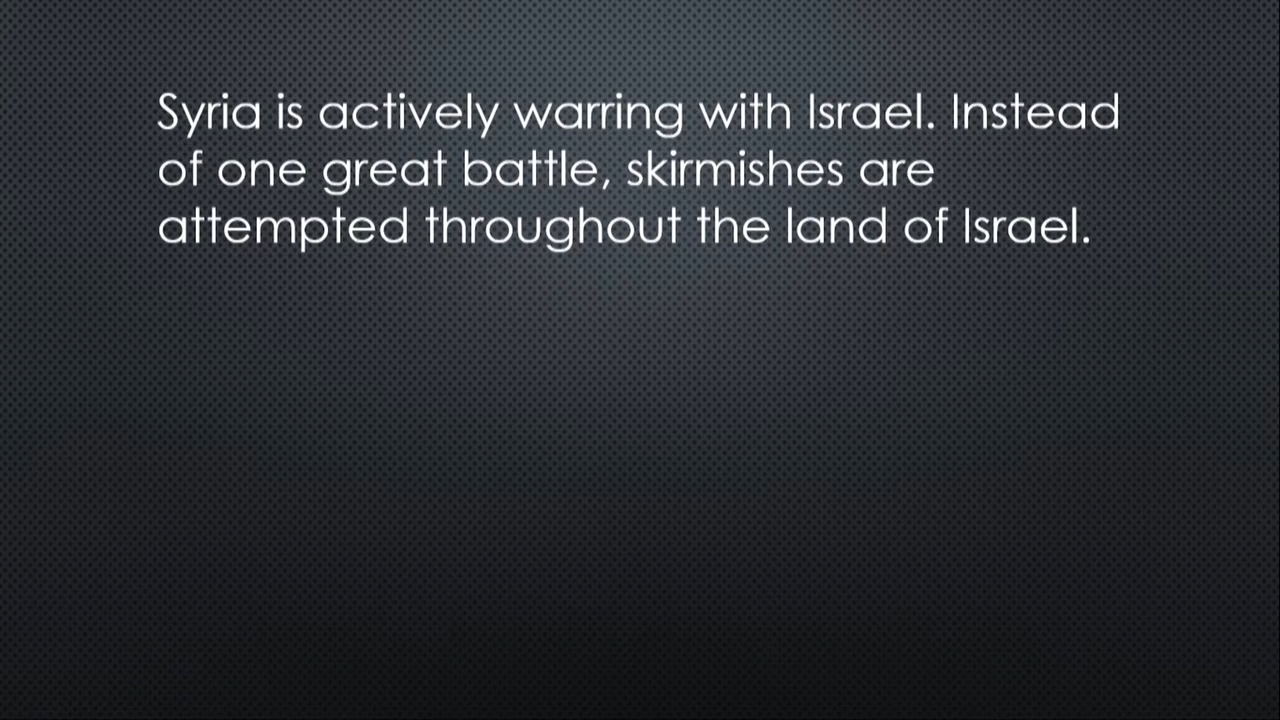 Syria is actively warring with Israel. Instead
of one great battle, skirmishes are
attempted throughout the land of Israel.